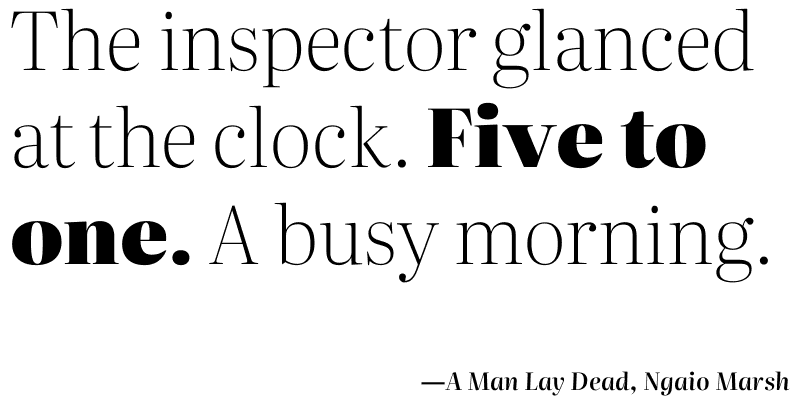 The inspector glanced
at the clock. Five to
one. A busy morning.
—A Man Lay Dead, Ngaio Marsh